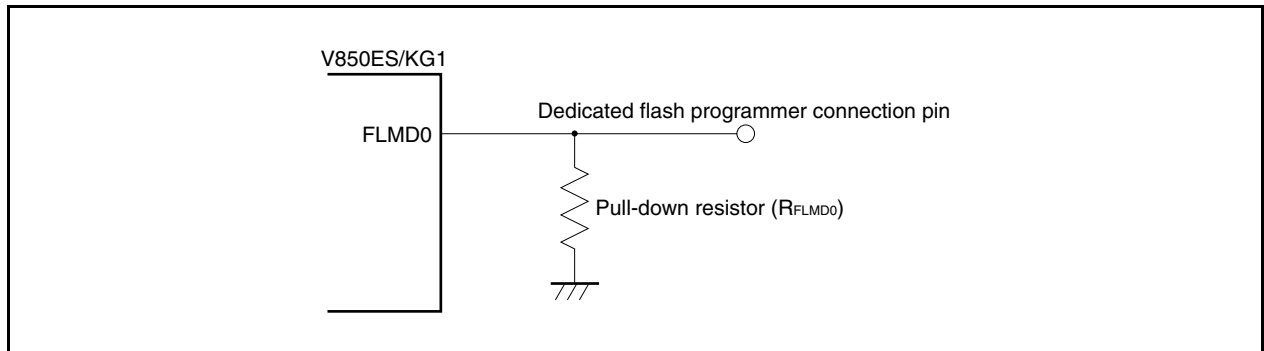 V850ES/KG1
Dedicated flash programmer connection pin
FLMD0
Pull-down resistor (RFLMD0)